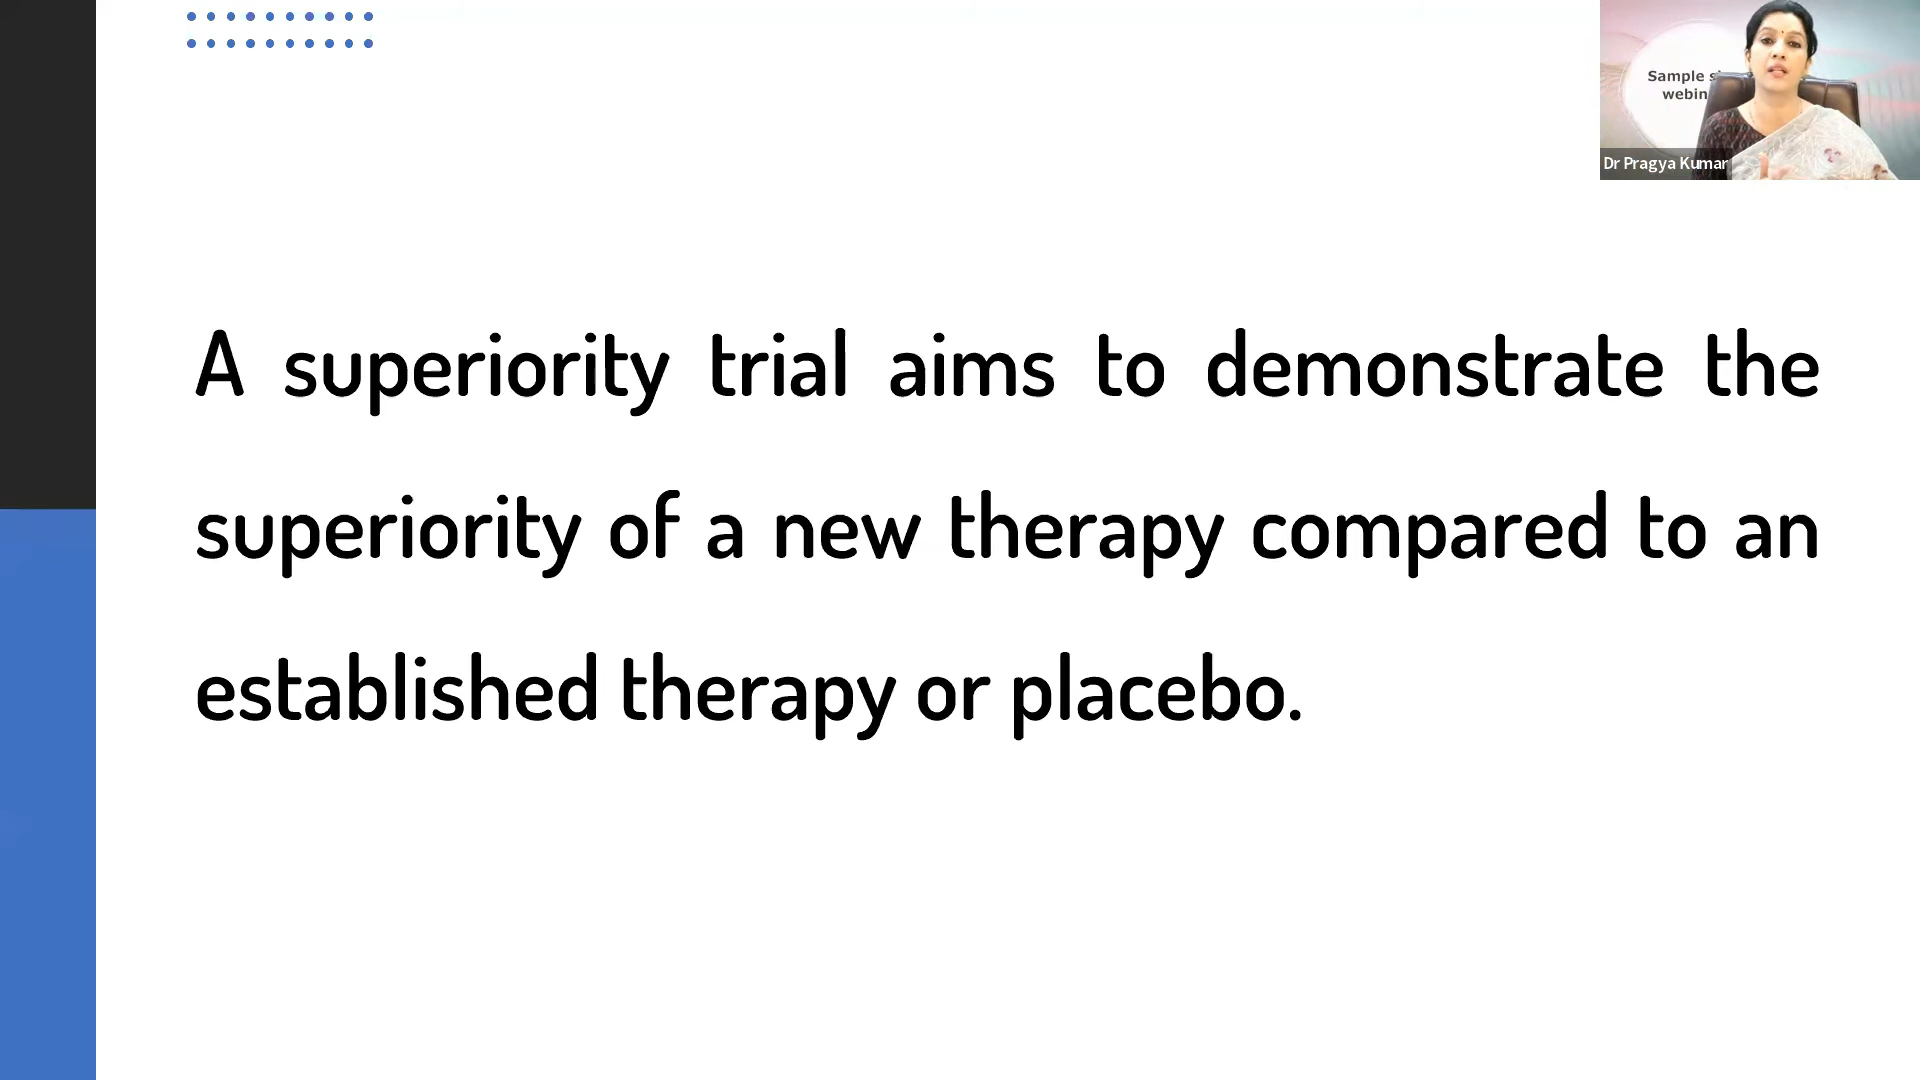 Sample
webin
Dr Pragya Kumar
A superiority trial aims to demonstrate the
superiority of a new therapy compared to an
established therapy or placebo.